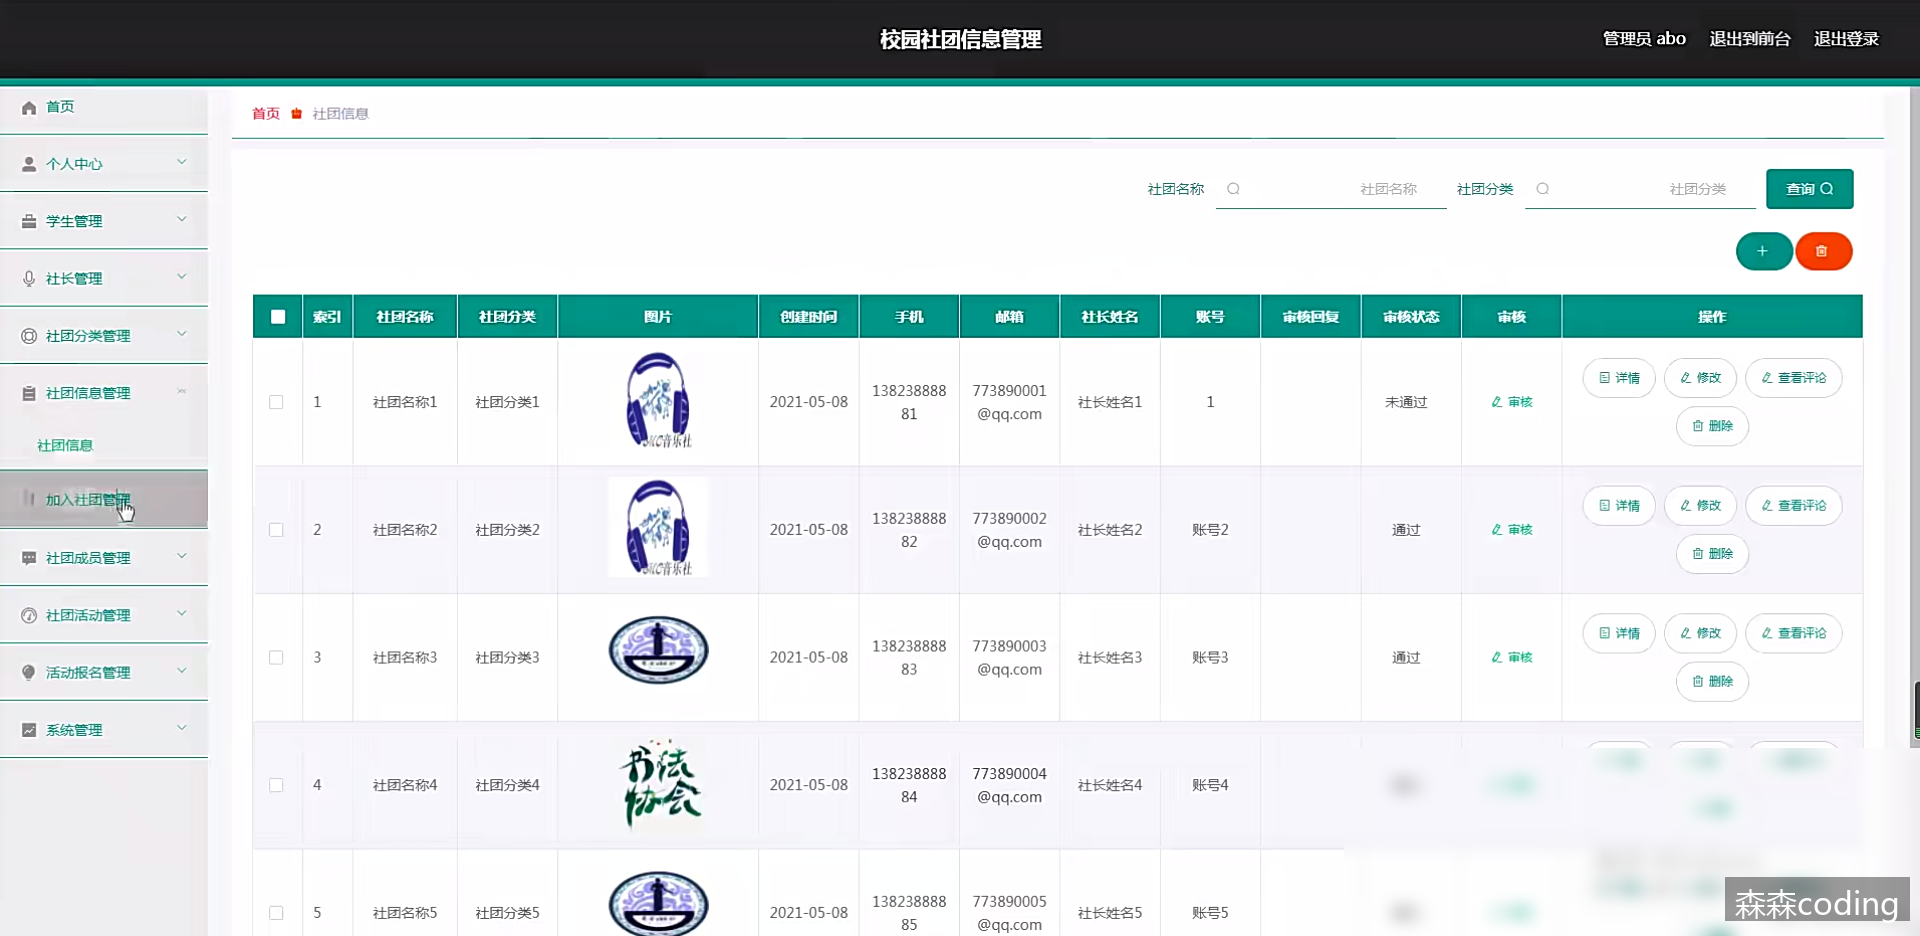 校园社团信息管理
管理员 abo 退出到前台 退出登录
首页
个人中心
学生管理
社长管理
社团分类管理
社团信息管理
社团信息
加入社团管理
社团成员管理
社团活动管理
活动报名管理
系统管理
首页 社团信息
社团名称 社团名称 社团分类 社团分类 查询
索引 社团名称 社团分类 图片 创建时间 手机 邮箱 社长姓名 账号 审核回复 审核状态 审核 操作
1 社团名称1 社团分类1 音乐社 2021-05-08 13823888881 773890001@qq.com 社长姓名1 1 未通过 审核 详情 修改 查看评论 删除
2 社团名称2 社团分类2 音乐社 2021-05-08 13823888882 773890002@qq.com 社长姓名2 账号2 通过 审核 详情 修改 查看评论 删除
3 社团名称3 社团分类3 2021-05-08 13823888883 773890003@qq.com 社长姓名3 账号3 通过 审核 详情 修改 查看评论 删除
4 社团名称4 社团分类4 书法协会 2021-05-08 13823888884 773890004@qq.com 社长姓名4 账号4
5 社团名称5 社团分类5 2021-05-08 13823888885 773890005@qq.com 社长姓名5 账号5
森森coding